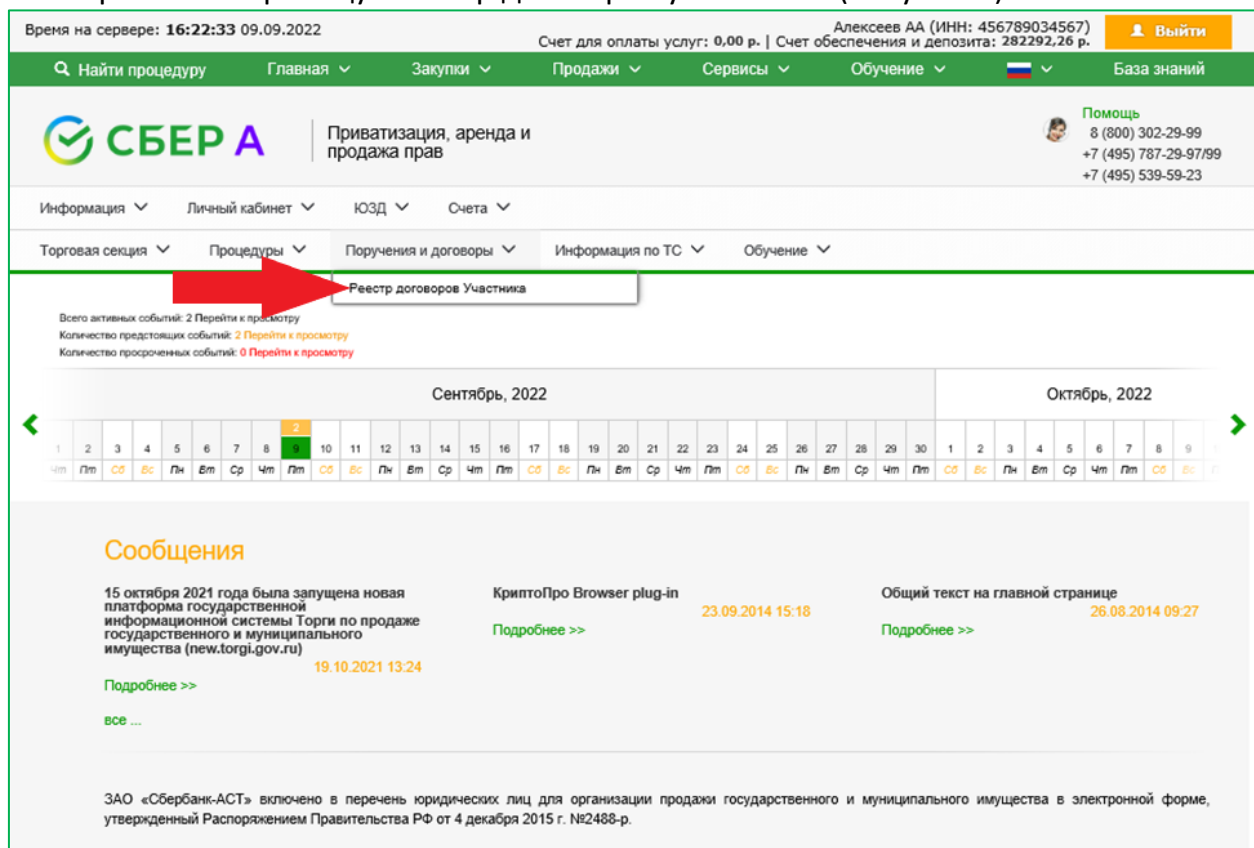 Время на сервере: 16:22:33 09.09.2022
Алексеев АА (ИНН: 456789034567)
Счет для оплаты услуг: 0,00 р. | Счет обеспечения и депозита: 282292,26 р.
Выйти
Найти процедуру Главная Закупки Продажи Сервисы Обучение База знаний
СБЕР А
Приватизация, аренда и
продажа прав
Помощь
8 (800) 302-29-99
+7 (495) 787-29-97/99
+7 (495) 539-59-23
Информация Личный кабинет ЮЗД Счета
Торговая секция Процедуры Поручения и договоры Информация по ТС Обучение
Реестр договоров Участника
Всего активных событий: 2 Перейти к просмотру
Количество предстоящих событий: 2 Перейти к просмотру
Количество просроченных событий: 0 Перейти к просмотру
Сентябрь, 2022 Октябрь, 2022
2
1 2 3 4 5 6 7 8 9 10 11 12 13 14 15 16 17 18 19 20 21 22 23 24 25 26 27 28 29 30 1 2 3 4 5 6 7 8 9
Чт Пт Сб Вс Пн Вт Ср Чт Пт Сб Вс Пн Вт Ср Чт Пт Сб Вс Пн Вт Ср Чт Пт Сб Вс Пн Вт Ср Чт Пт Сб Вс Пн Вт Ср Чт Пт Сб Вс
Сообщения
15 октября 2021 года была запущена новая
платформа государственной
информационной системы Торги по продаже
государственного и муниципального
имущества (new.torgi.gov.ru)
19.10.2021 13:24
Подробнее >>
все ...
КриптоПро Browser plug-in
23.09.2014 15:18
Подробнее >>
Общий текст на главной странице
26.08.2014 09:27
Подробнее >>
ЗАО «Сбербанк-АСТ» включено в перечень юридических лиц для организации продажи государственного и муниципального имущества в электронной форме,
утвержденный Распоряжением Правительства РФ от 4 декабря 2015 г. №2488-р.